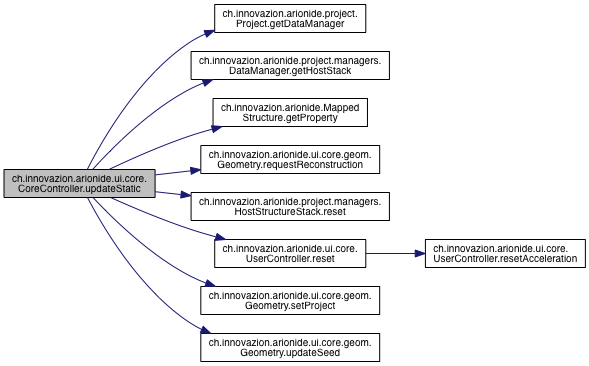 ch.innovazion.arionide.project.
Project.getDataManager
ch.innovazion.arionide.project.managers.
DataManager.getHostStack
ch.innovazion.arionide.Mapped
Structure.getProperty
ch.innovazion.arionide.ui.core.
CoreController.updateStatic
ch.innovazion.arionide.ui.core.geom.
Geometry.requestReconstruction
ch.innovazion.arionide.project.managers.
HostStructureStack.reset
ch.innovazion.arionide.ui.core.
UserController.reset
ch.innovazion.arionide.ui.core.
UserController.resetAcceleration
ch.innovazion.arionide.ui.core.geom.
Geometry.setProject
ch.innovazion.arionide.ui.core.geom.
Geometry.updateSeed